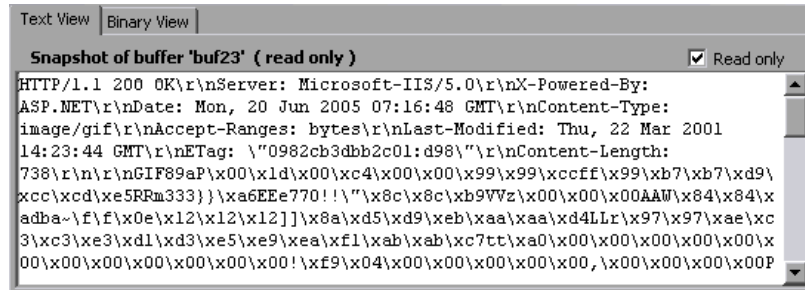 Text View Binary View
Snapshot of buffer 'buf23' ( read only ) Read only
HTTP/1.1 200 OK\r\nServer: Microsoft-IIS/5.0\r\nX-Powered-By:
ASP.NET\r\nDate: Mon, 20 Jun 2005 07:16:48 GMT\r\nContent-Type:
image/gif\r\nAccept-Ranges: bytes\r\nLast-Modified: Thu, 22 Mar 2001
14:23:44 GMT\r\nETag: \"0982cb3dbb2c01:d98\"\r\nContent-Length:
738\r\n\r\nGIF89aP\x00\x1d\x00\xc4\x00\x00\x99\x99\xccff\x99\xb7\xb7\xd9\
xcc\xcd\xe5RRm333}}\xa6EEe770!!\"\x8c\x8c\xb9VVz\x00\x00\x00AAW\x84\x84\x
adba~\f\f\x0e\x12\x12\x12]]\x8a\xd5\xd9\xeb\xaa\xaa\xd4LLr\x97\x97\xae\xc
3\xc3\xe3\xd1\xd3\xe5\xe9\xea\xf1\xab\xab\xc7tt\xa0\x00\x00\x00\x00\x00\x
00\x00\x00\x00\x00\x00\x00!\xf9\x04\x00\x00\x00\x00\x00,\x00\x00\x00\x00P